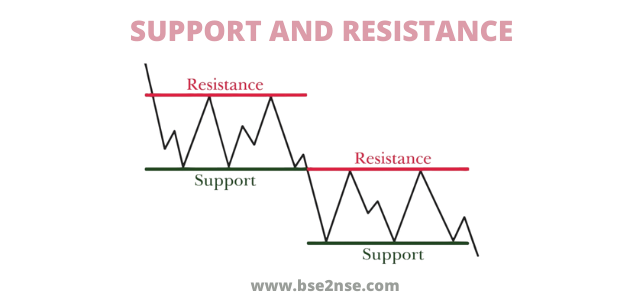 SUPPORT AND RESISTANCE
Resistance
Support
Resistance
Support
www.bse2nse.com